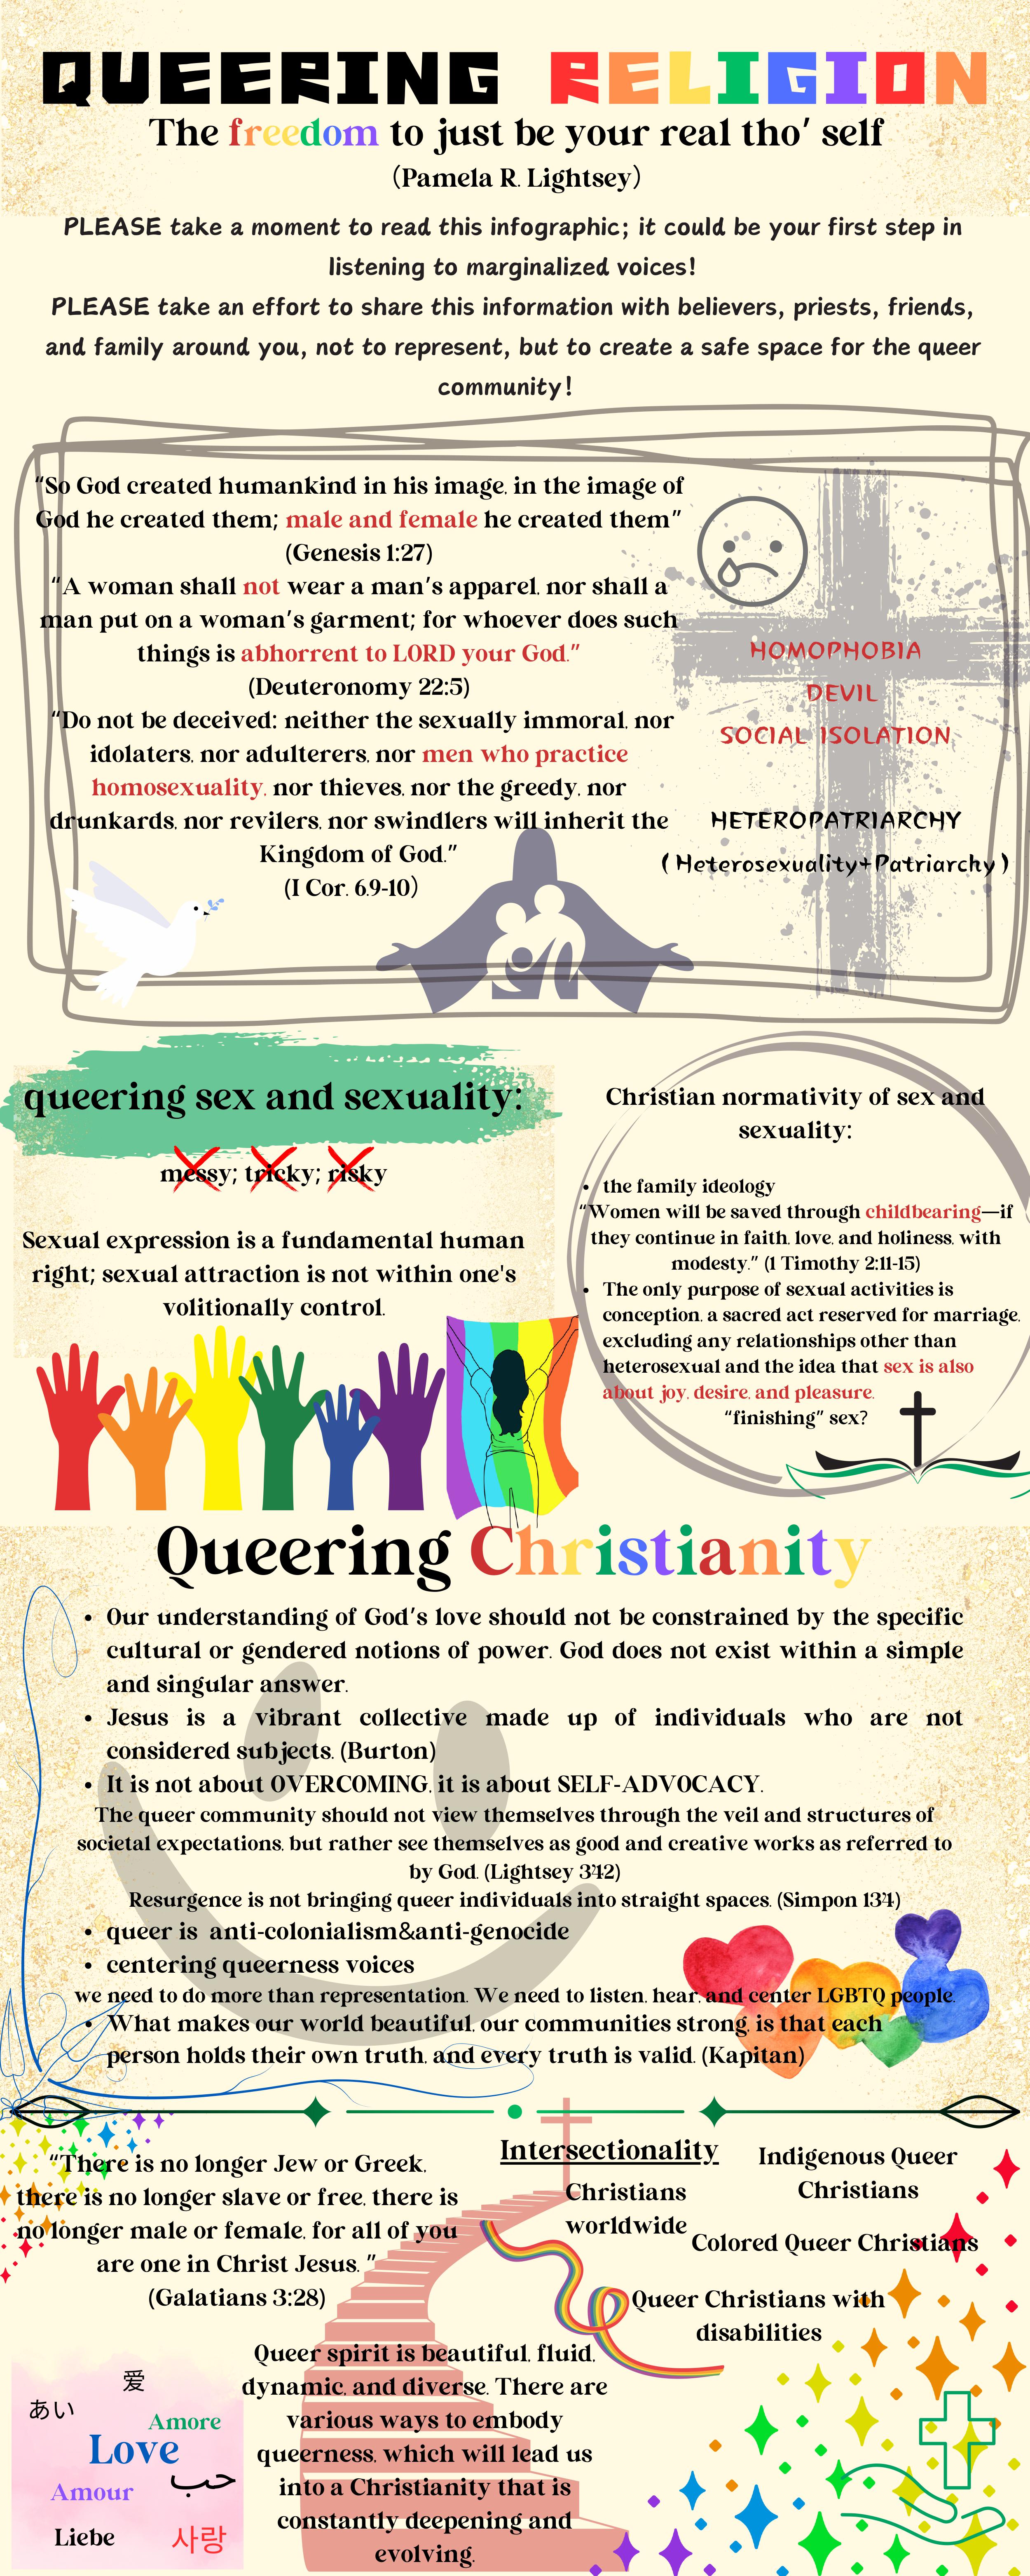 QUEERING RELIGION
The freedom to just be your real tho' self
(Pamela R. Lightsey)
PLEASE take a moment to read this infographic; it could be your first step in
listening to marginalized voices!
PLEASE take an effort to share this information with believers, priests, friends,
and family around you, not to represent, but to create a safe space for the queer
community!
"So God created humankind in his image, in the image of
God he created them; male and female he created them"
(Genesis 1:27)
"A woman shall not wear a man's apparel, nor shall a
man put on a woman's garment; for whoever does such
things is abhorrent to LORD your God."
(Deuteronomy 22:5)
"Do not be deceived: neither the sexually immoral, nor
idolaters, nor adulterers, nor men who practice
homosexuality, nor thieves, nor the greedy, nor
drunkards, nor revilers, nor swindlers will inherit the
Kingdom of God."
(I Cor. 6:9-10)
HOMOPHOBIA
DEVIL
SOCIAL ISOLATION
HETEROPATRIARCHY
(Heterosexuality+Patriarchy)
queering sex and sexuality:
messy; tricky; risky
Sexual expression is a fundamental human
right; sexual attraction is not within one's
volitionally control.
Christian normativity of sex and
sexuality:
• the family ideology
"Women will be saved through childbearing—if
they continue in faith, love, and holiness, with
modesty." (1 Timothy 2:11-15)
• The only purpose of sexual activities is
conception, a sacred act reserved for marriage,
excluding any relationships other than
heterosexual and the idea that sex is also
about joy, desire, and pleasure.
"finishing" sex?
Queering Christianity
• Our understanding of God's love should not be constrained by the specific
cultural or gendered notions of power. God does not exist within a simple
and singular answer.
• Jesus is a vibrant collective made up of individuals who are not
considered subjects. (Burton)
• It is not about OVERCOMING, it is about SELF-ADVOCACY.
The queer community should not view themselves through the veil and structures of
societal expectations, but rather see themselves as good and creative works as referred to
by God. (Lightsey 342)
Resurgence is not bringing queer individuals into straight spaces. (Simpon 134)
• queer is anti-colonialism&anti-genocide
• centering queerness voices
we need to do more than representation. We need to listen, hear, and center LGBTQ people.
• What makes our world beautiful, our communities strong, is that each
person holds their own truth, and every truth is valid. (Kapitan)
"There is no longer Jew or Greek,
there is no longer slave or free, there is
no longer male or female, for all of you
are one in Christ Jesus. "
(Galatians 3:28)
Intersectionality
Christians
worldwide
Indigenous Queer
Christians
Colored Queer Christians
Queer Christians with
disabilities
Queer spirit is beautiful, fluid,
dynamic, and diverse. There are
various ways to embody
queerness, which will lead us
into a Christianity that is
constantly deepening and
evolving.
爱
あい
Amore
Love
حب
Amour
Liebe
사랑